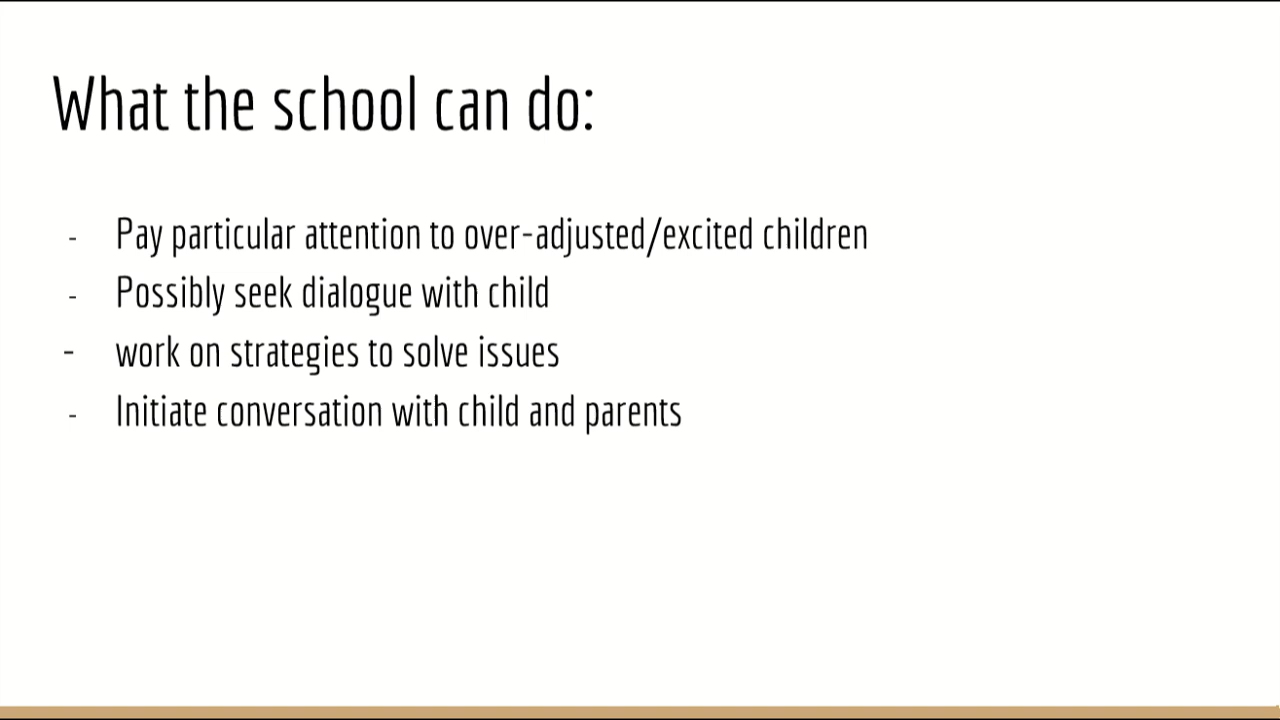 What the school can do:
- Pay particular attention to over-adjusted/excited children
- Possibly seek dialogue with child
- work on strategies to solve issues
- Initiate conversation with child and parents